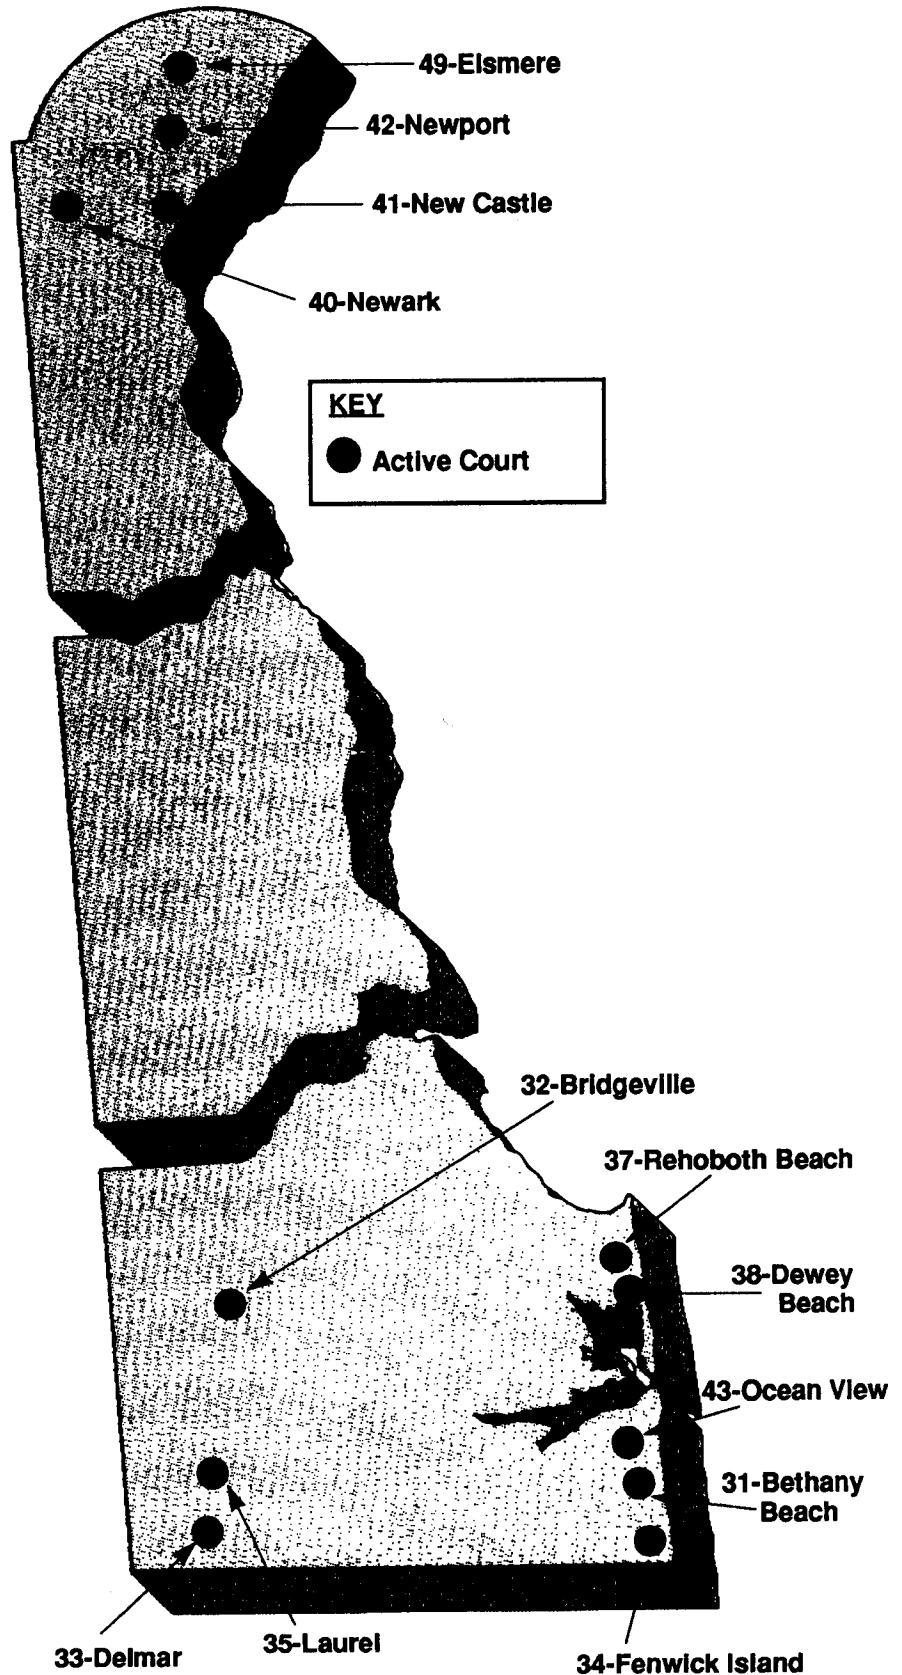 49-Elsmere
42-Newport
41-New Castle
40-Newark
KEY
Active Court
32-Bridgeville
37-Rehoboth Beach
38-Dewey
Beach
43-Ocean View
31-Bethany
Beach
33-Delmar
35-Laurel
34-Fenwick Island